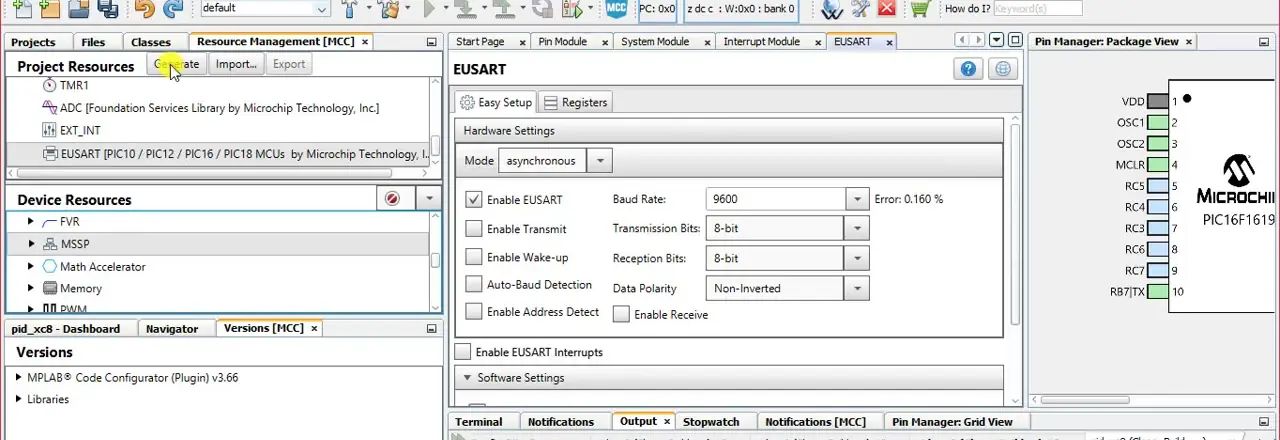 default
MCC
PC: 0x0
z dc c : W:0x0 : bank 0
How do I?
Keyword(s)
Projects
Files
Classes
Resource Management [MCC]
Project Resources
Generate
Import...
Export
TMR1
ADC [Foundation Services Library by Microchip Technology, Inc.]
EXT_INT
EUSART [PIC10 / PIC12 / PIC16 / PIC18 MCUs by Microchip Technology, I...
Device Resources
FVR
MSSP
Math Accelerator
Memory
PWM
pid_xc8 - Dashboard
Navigator
Versions [MCC]
Versions
MPLAB® Code Configurator (Plugin) v3.66
Libraries
Start Page
Pin Module
System Module
Interrupt Module
EUSART
EUSART
Easy Setup
Registers
Hardware Settings
Mode asynchronous
Enable EUSART
Baud Rate: 9600 Error: 0.160 %
Enable Transmit
Transmission Bits: 8-bit
Enable Wake-up
Reception Bits: 8-bit
Auto-Baud Detection
Data Polarity Non-Inverted
Enable Address Detect
Enable Receive
Enable EUSART Interrupts
Software Settings
Terminal
Notifications
Output
Stopwatch
Notifications [MCC]
Pin Manager: Grid View
Pin Manager: Package View
VDD 1
OSC1 2
OSC2 3
MCLR 4
RC5 5
RC4 6
RC3 7
RC6 8
RC7 9
RB7|TX 10
MICROCHIP
PIC16F1619